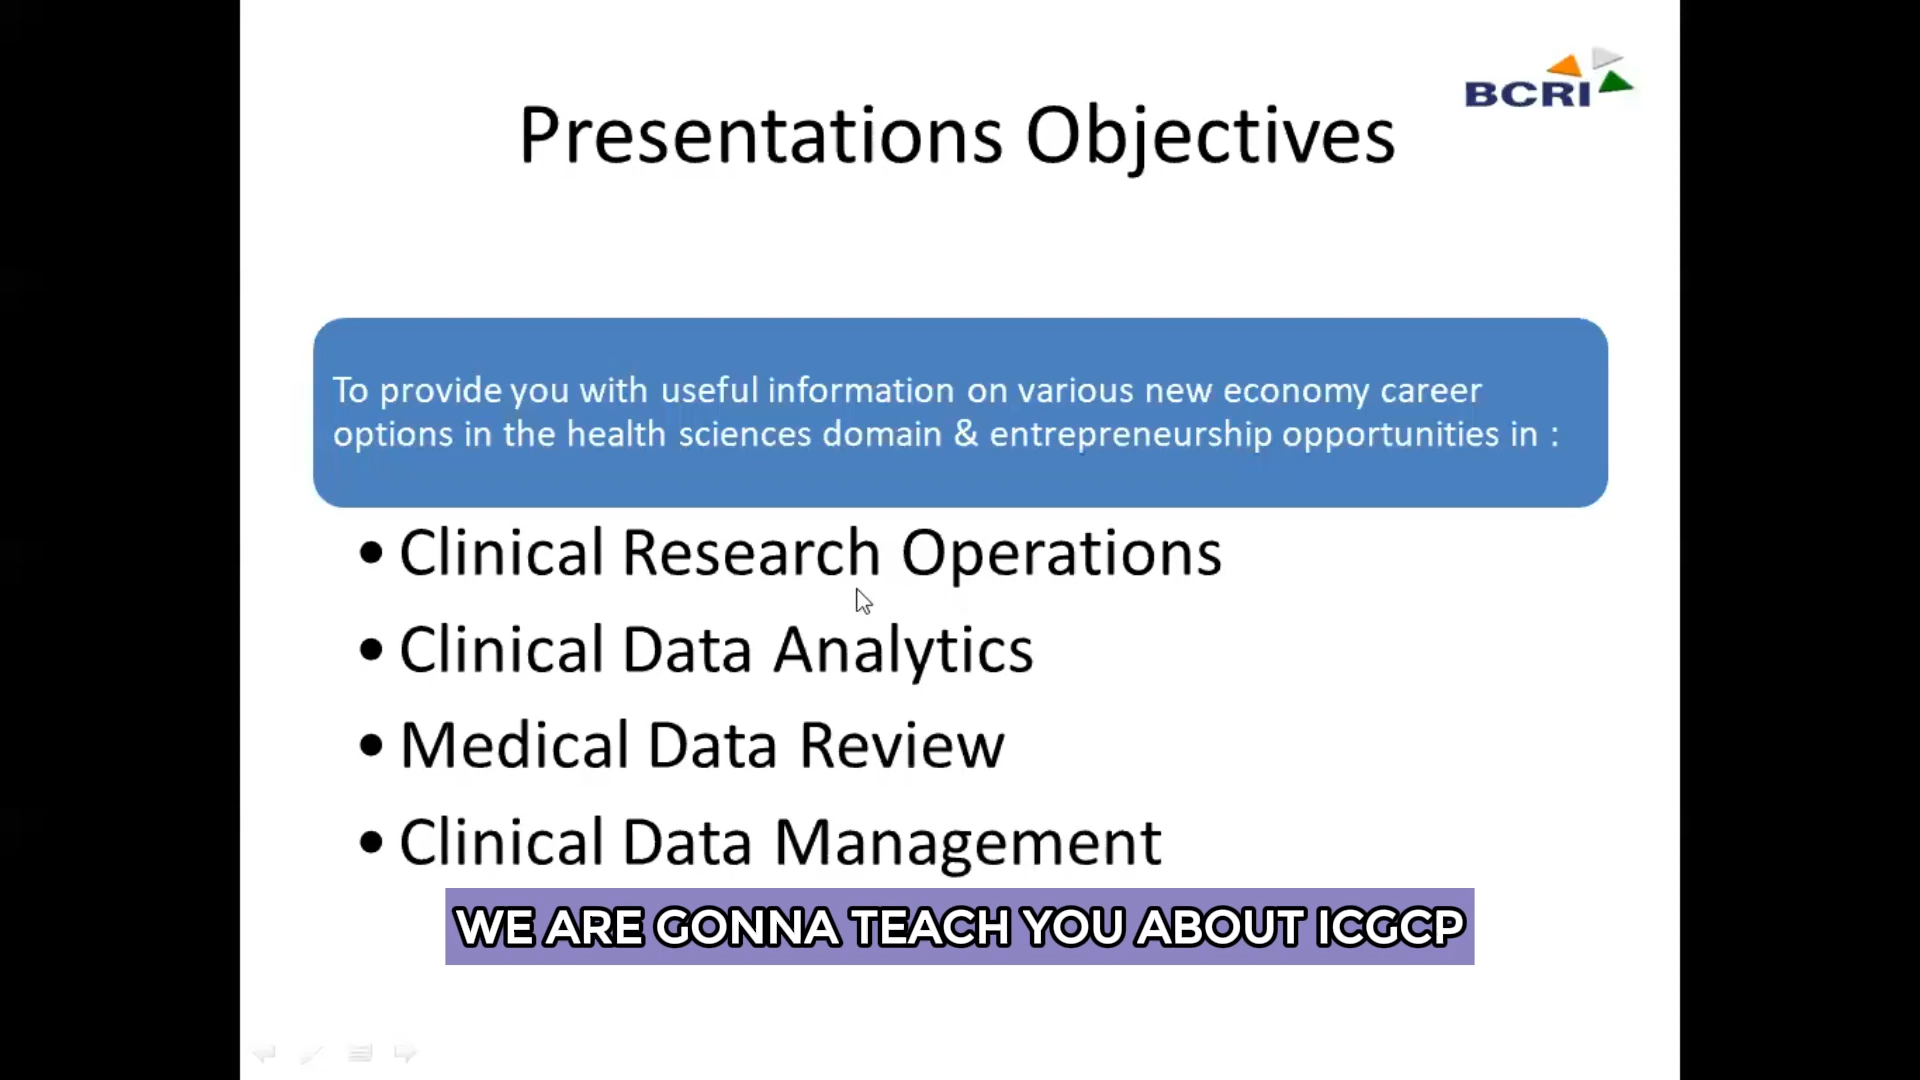 BCRI
Presentations Objectives
To provide you with useful information on various new economy career
options in the health sciences domain & entrepreneurship opportunities in :
• Clinical Research Operations
• Clinical Data Analytics
• Medical Data Review
• Clinical Data Management
WE ARE GONNA TEACH YOU ABOUT ICGCP